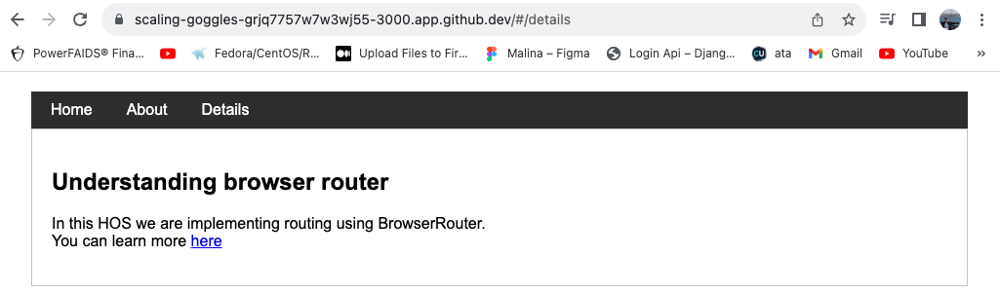 scaling-goggles-grjq7757w7w3wj55-3000.app.github.dev/#/details
PowerFAIDS® Fina... Fedora/CentOS/R... Upload Files to Fir... Malina – Figma Login Api – Djang... CU ata Gmail YouTube »
Home About Details
Understanding browser router
In this HOS we are implementing routing using BrowserRouter.
You can learn more here